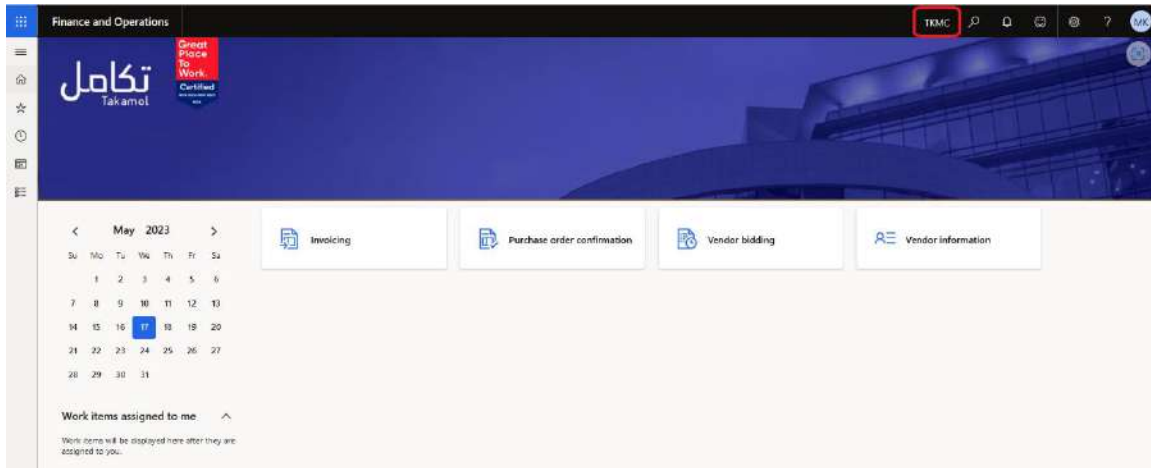 Finance and Operations
TKMC
?
MK
تكامل
Takamol
Great
Place
To
Work.
Certified
May 2023
Su Mo Tu We Th Fr Sa
1 2 3 4 5 6
7 8 9 10 11 12 13
14 15 16 17 18 19 20
21 22 23 24 25 26 27
28 29 30 31
Invoicing
Purchase order confirmation
Vendor bidding
Vendor information
Work items assigned to me
Work items will be displayed here after they are
assigned to you.